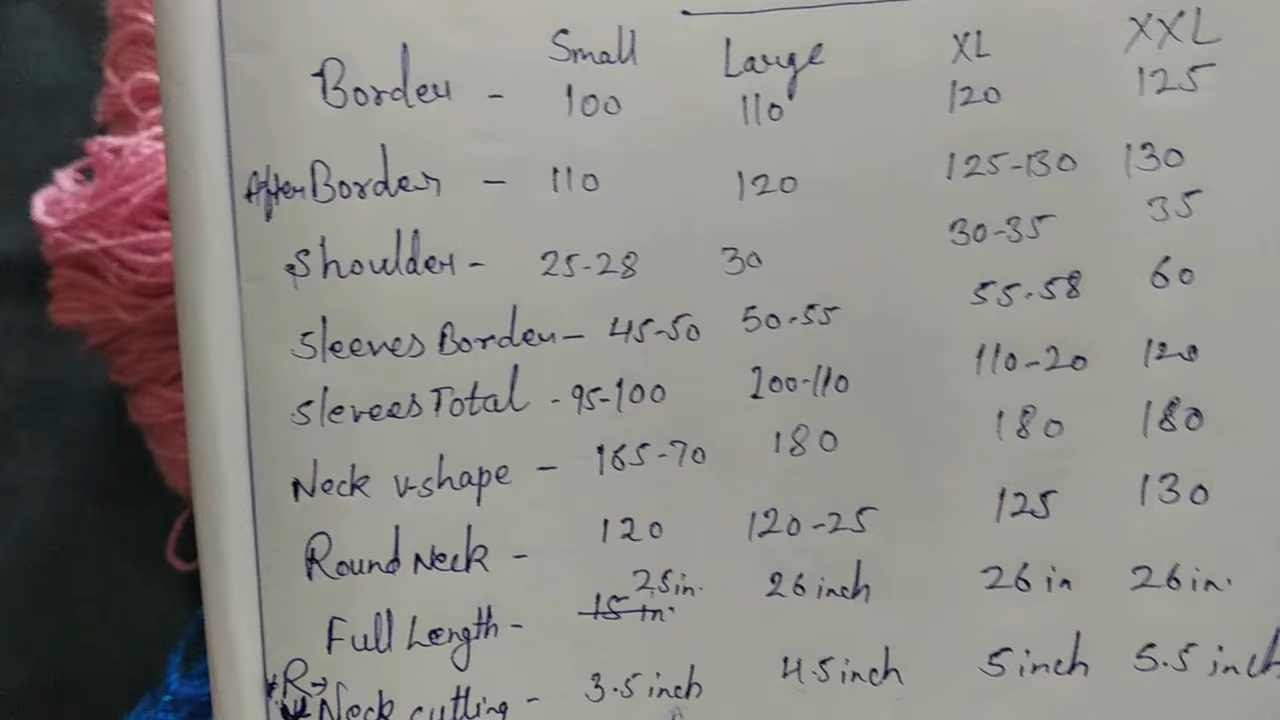 Small Large XL XXL
Border - 100 110 120 125
After Border - 110 120 125-130 130
Shoulder - 25-28 30 30-35 35
Sleeves Border - 45-50 50-55 55-58 60
Slevees Total - 95-100 100-110 110-20 120
Neck v-shape - 165-70 180 180 180
Round Neck - 120 120-25 125 130
Full Length - 15 in. 25in. 26 inch 26 in 26 in.
R→
Neck cutting - 3.5 inch 4.5 inch 5 inch 5.5 inch